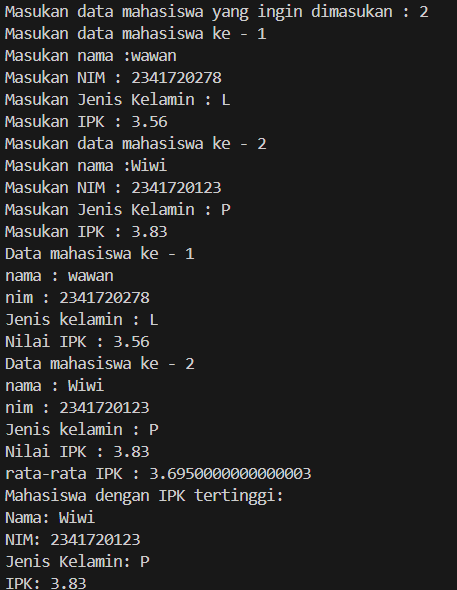 Masukan data mahasiswa yang ingin dimasukan : 2
Masukan data mahasiswa ke - 1
Masukan nama :wawan
Masukan NIM : 2341720278
Masukan Jenis Kelamin : L
Masukan IPK : 3.56
Masukan data mahasiswa ke - 2
Masukan nama :Wiwi
Masukan NIM : 2341720123
Masukan Jenis Kelamin : P
Masukan IPK : 3.83
Data mahasiswa ke - 1
nama : wawan
nim : 2341720278
Jenis kelamin : L
Nilai IPK : 3.56
Data mahasiswa ke - 2
nama : Wiwi
nim : 2341720123
Jenis kelamin : P
Nilai IPK : 3.83
rata-rata IPK : 3.6950000000000003
Mahasiswa dengan IPK tertinggi:
Nama: Wiwi
NIM: 2341720123
Jenis Kelamin: P
IPK: 3.83